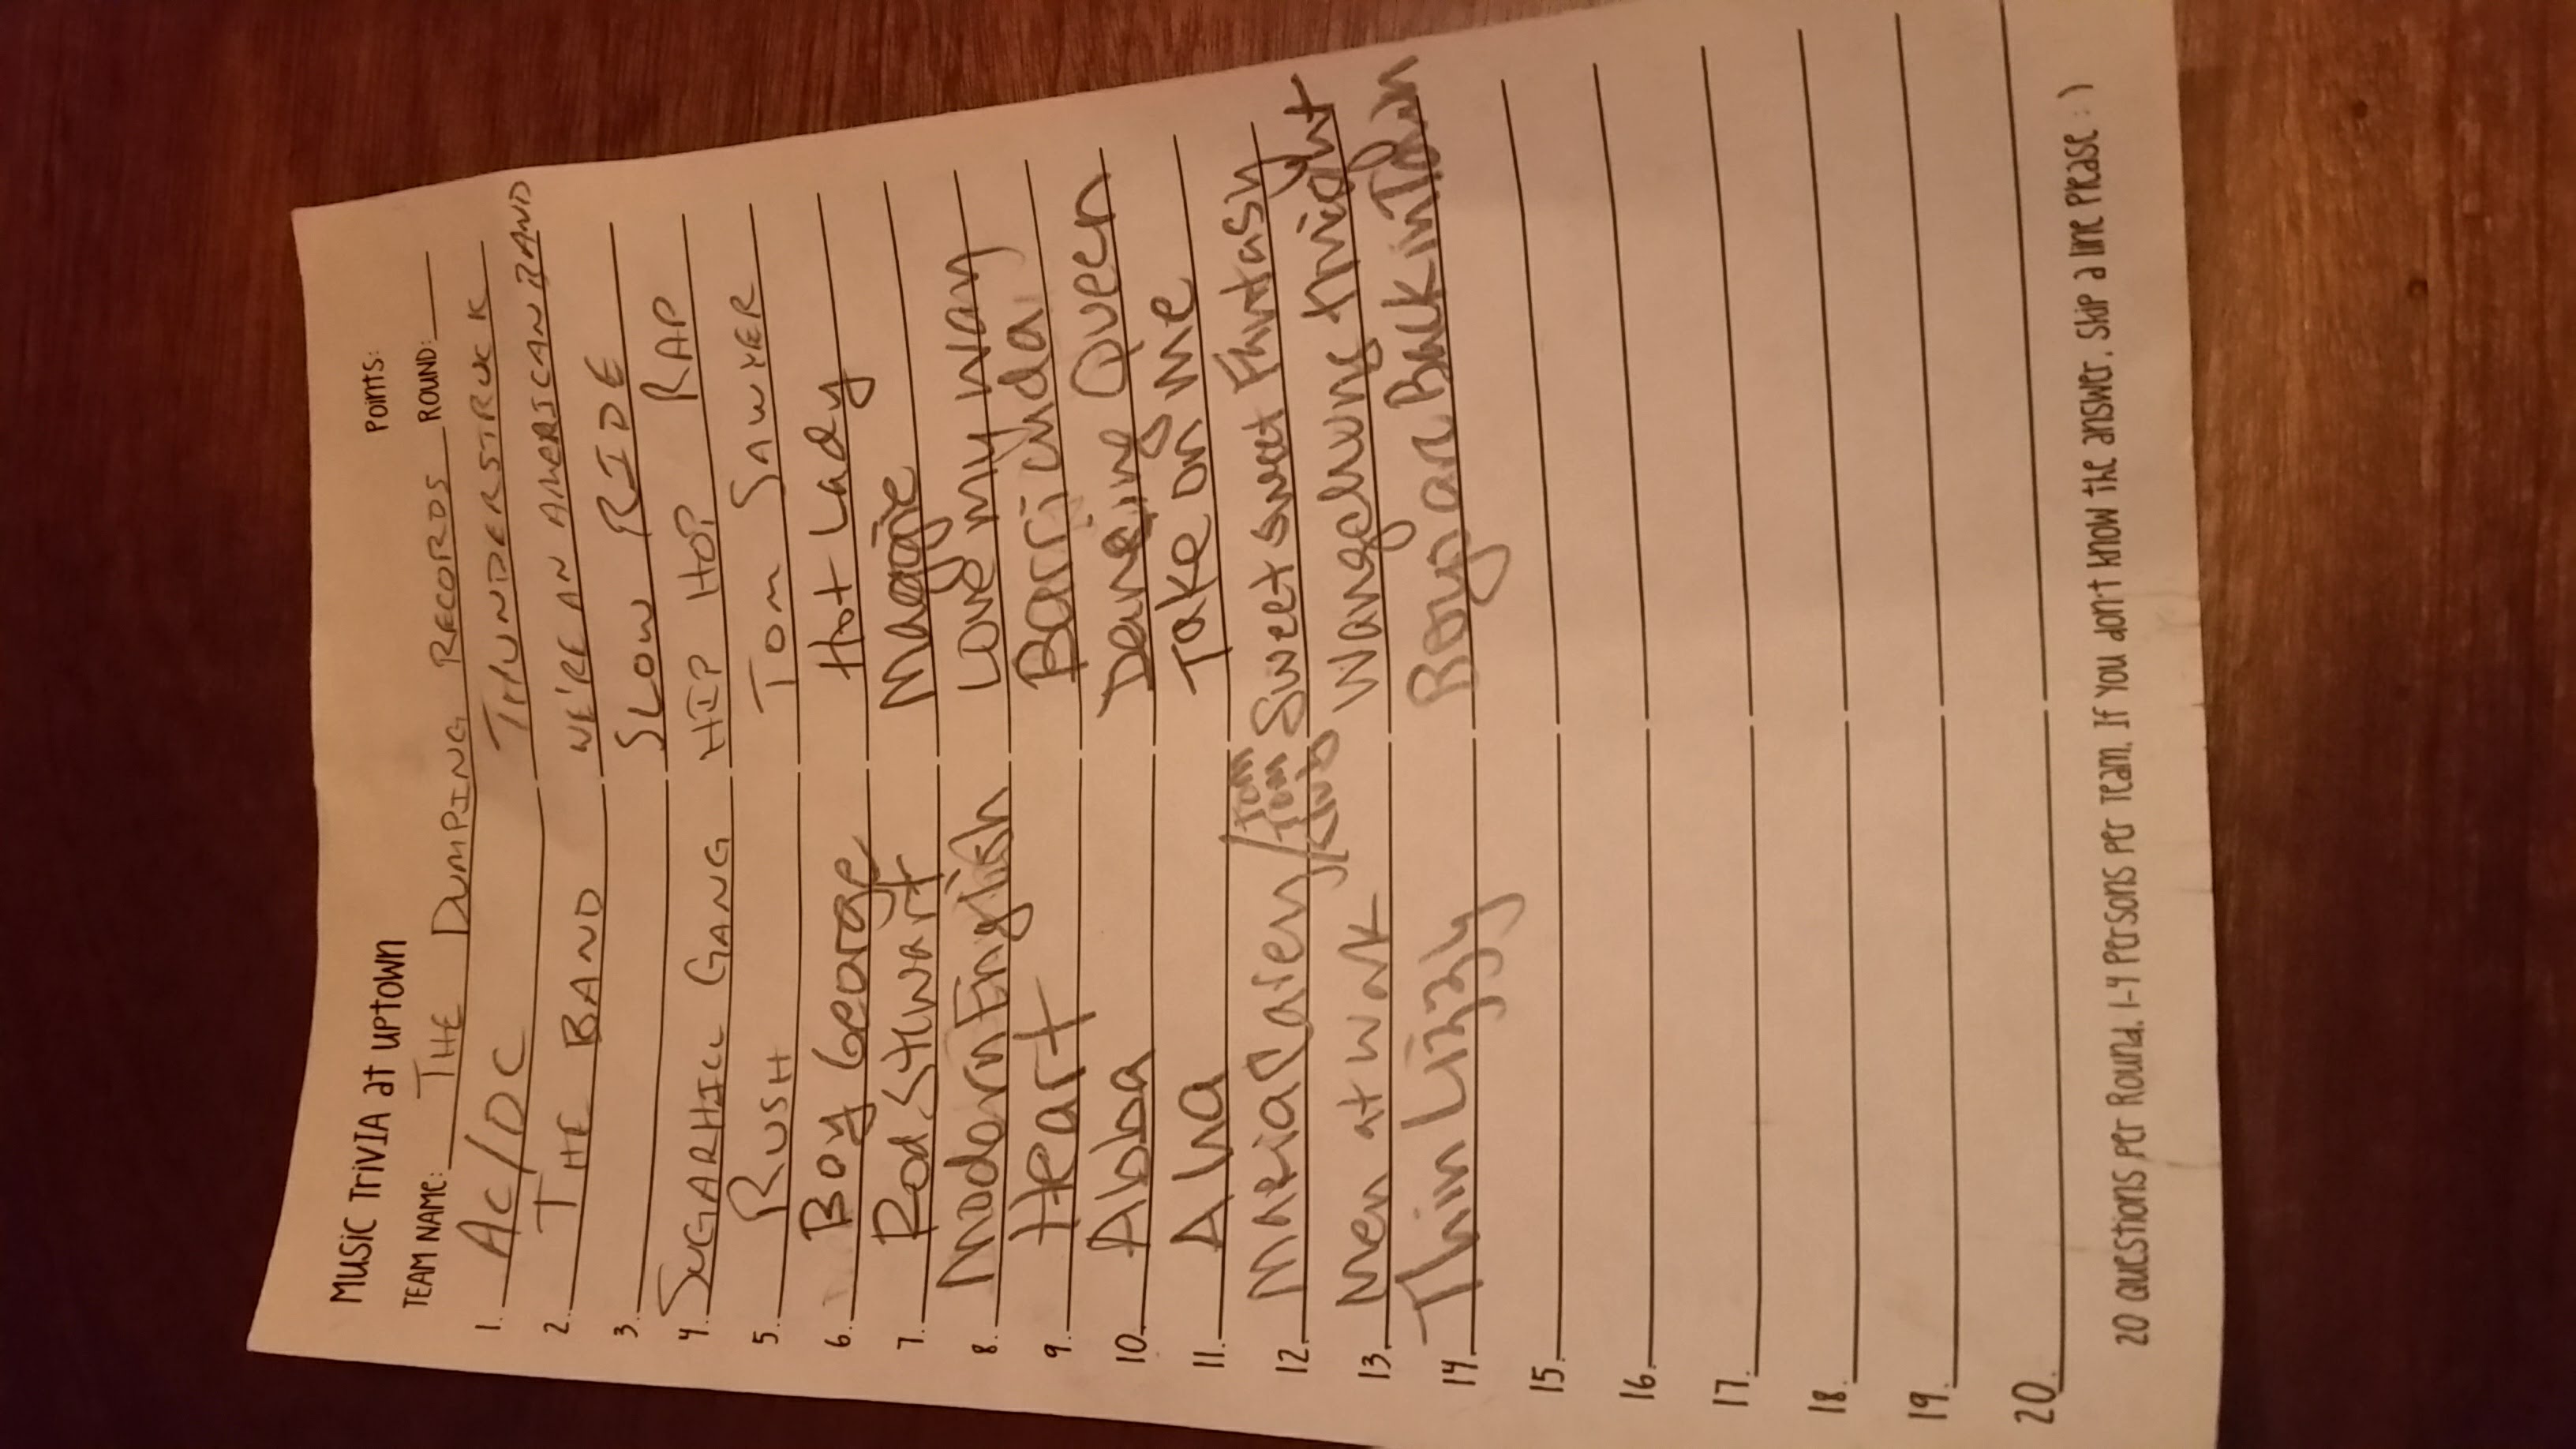 Music Trivia at Uptown
Points:
Team Name: The Dumping Records Round:
1. AC/DC Thunderstruck
2. The Band We're an American Band
3. Slow Ride
4. Sugarhill Gang Hip Hop Rap
5. Rush Tom Sawyer
6. Boy George Hot Lady
7. Rod Stewart Maggie
8. Modern English Love my way
9. Heart Barricuda
10. Abba Dancing Queen
11. Aha Take on me
12. Maria Carey/Tom Tom Club Sweet sweet Fantasy
13. Men at Work Wangchung tnight
14. Thin Lizzy Boys are Back in Town
15.
16.
17.
18.
19.
20.
20 Questions per Round. 1-4 Persons per Team. If you don't know the answer, skip a line please :)